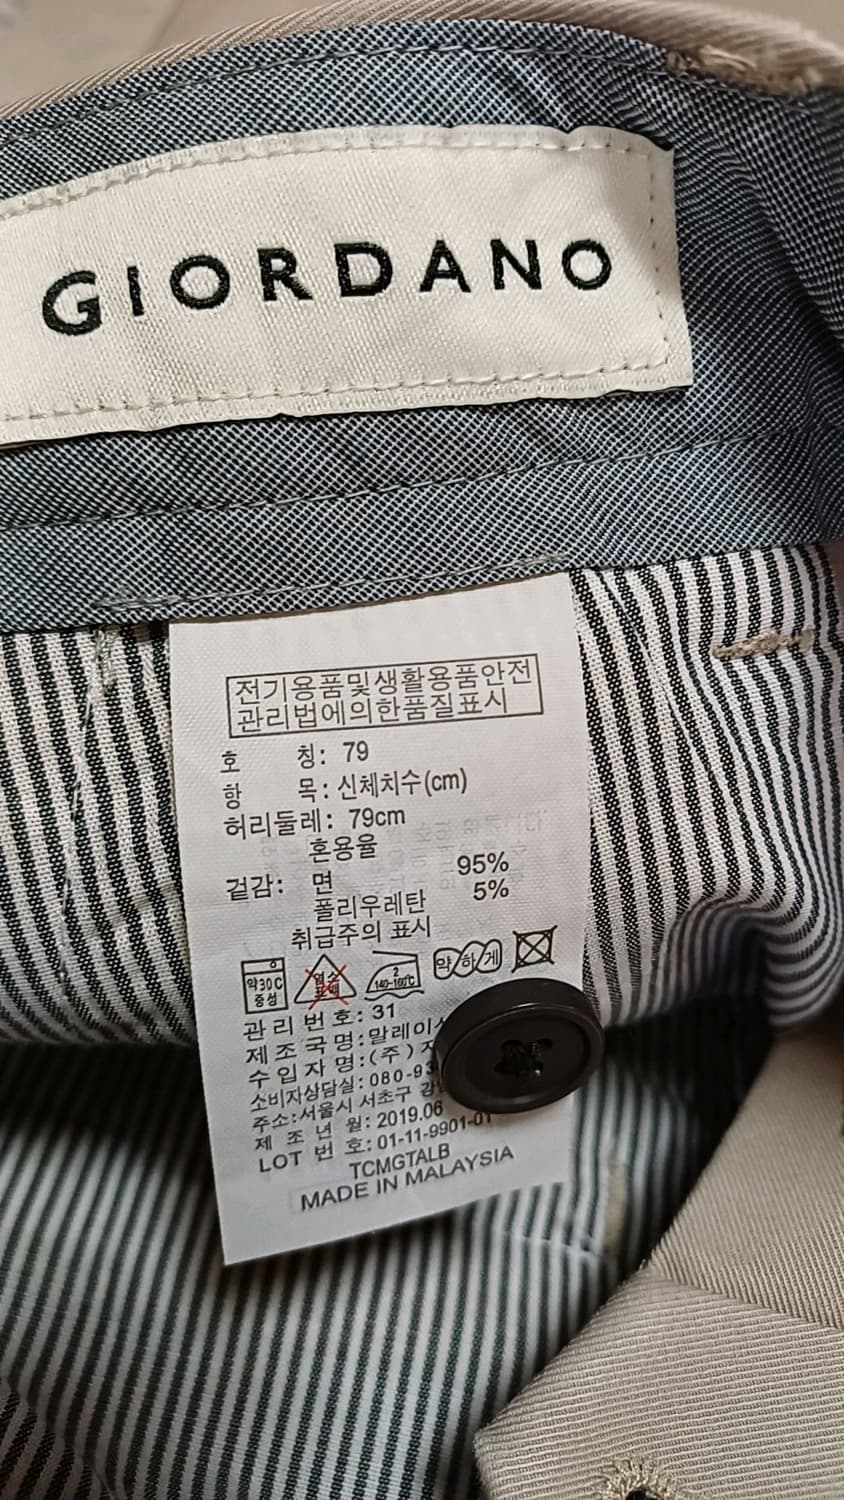 GIORDANO
전기용품및생활용품안전
관리법에의한품질표시
호 칭: 79
항 목: 신체치수(cm)
허리둘레: 79cm
혼용율
겉감: 면 95%
폴리우레탄 5%
취급주의 표시
약30℃
중성
염소
표백
2
140-160℃
약하게
관리번호: 31
제조국명: 말레이
수입자명: (주)
소비자상담실: 080-93
주소: 서울시 서초구
제 조 년 월: 2019.06
LOT 번 호: 01-11-9901-01
TCMGTALB
MADE IN MALAYSIA